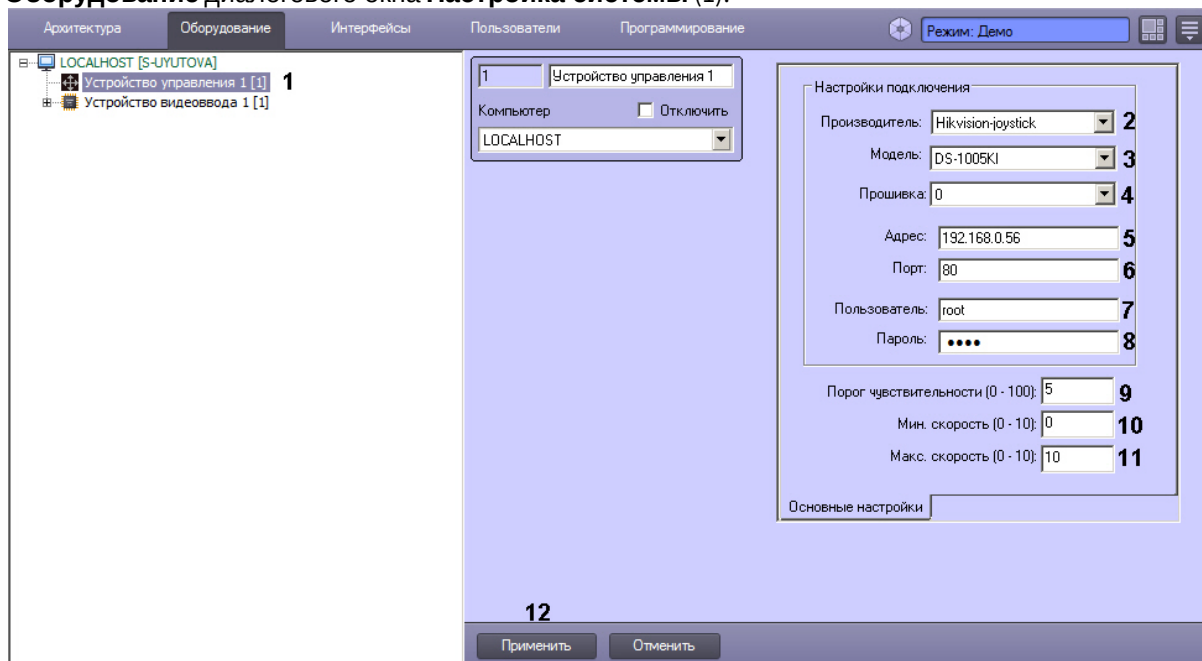 Оборудование диалогового окна Настройка системы (1).
Архитектура Оборудование Интерфейсы Пользователи Программирование Режим: Демо
LOCALHOST [S-UYUTOVA]
Устройство управления 1 [1] 1
Устройство видеоввода 1 [1]
1 Устройство управления 1
Компьютер Отключить
LOCALHOST
Настройки подключения
Производитель: Hikvision-joystick 2
Модель: DS-1005KI 3
Прошивка: 0 4
Адрес: 192.168.0.56 5
Порт: 80 6
Пользователь: root 7
Пароль: •••• 8
Порог чувствительности (0 - 100): 5 9
Мин. скорость (0 - 10): 0 10
Макс. скорость (0 - 10): 10 11
Основные настройки
12
Применить Отменить